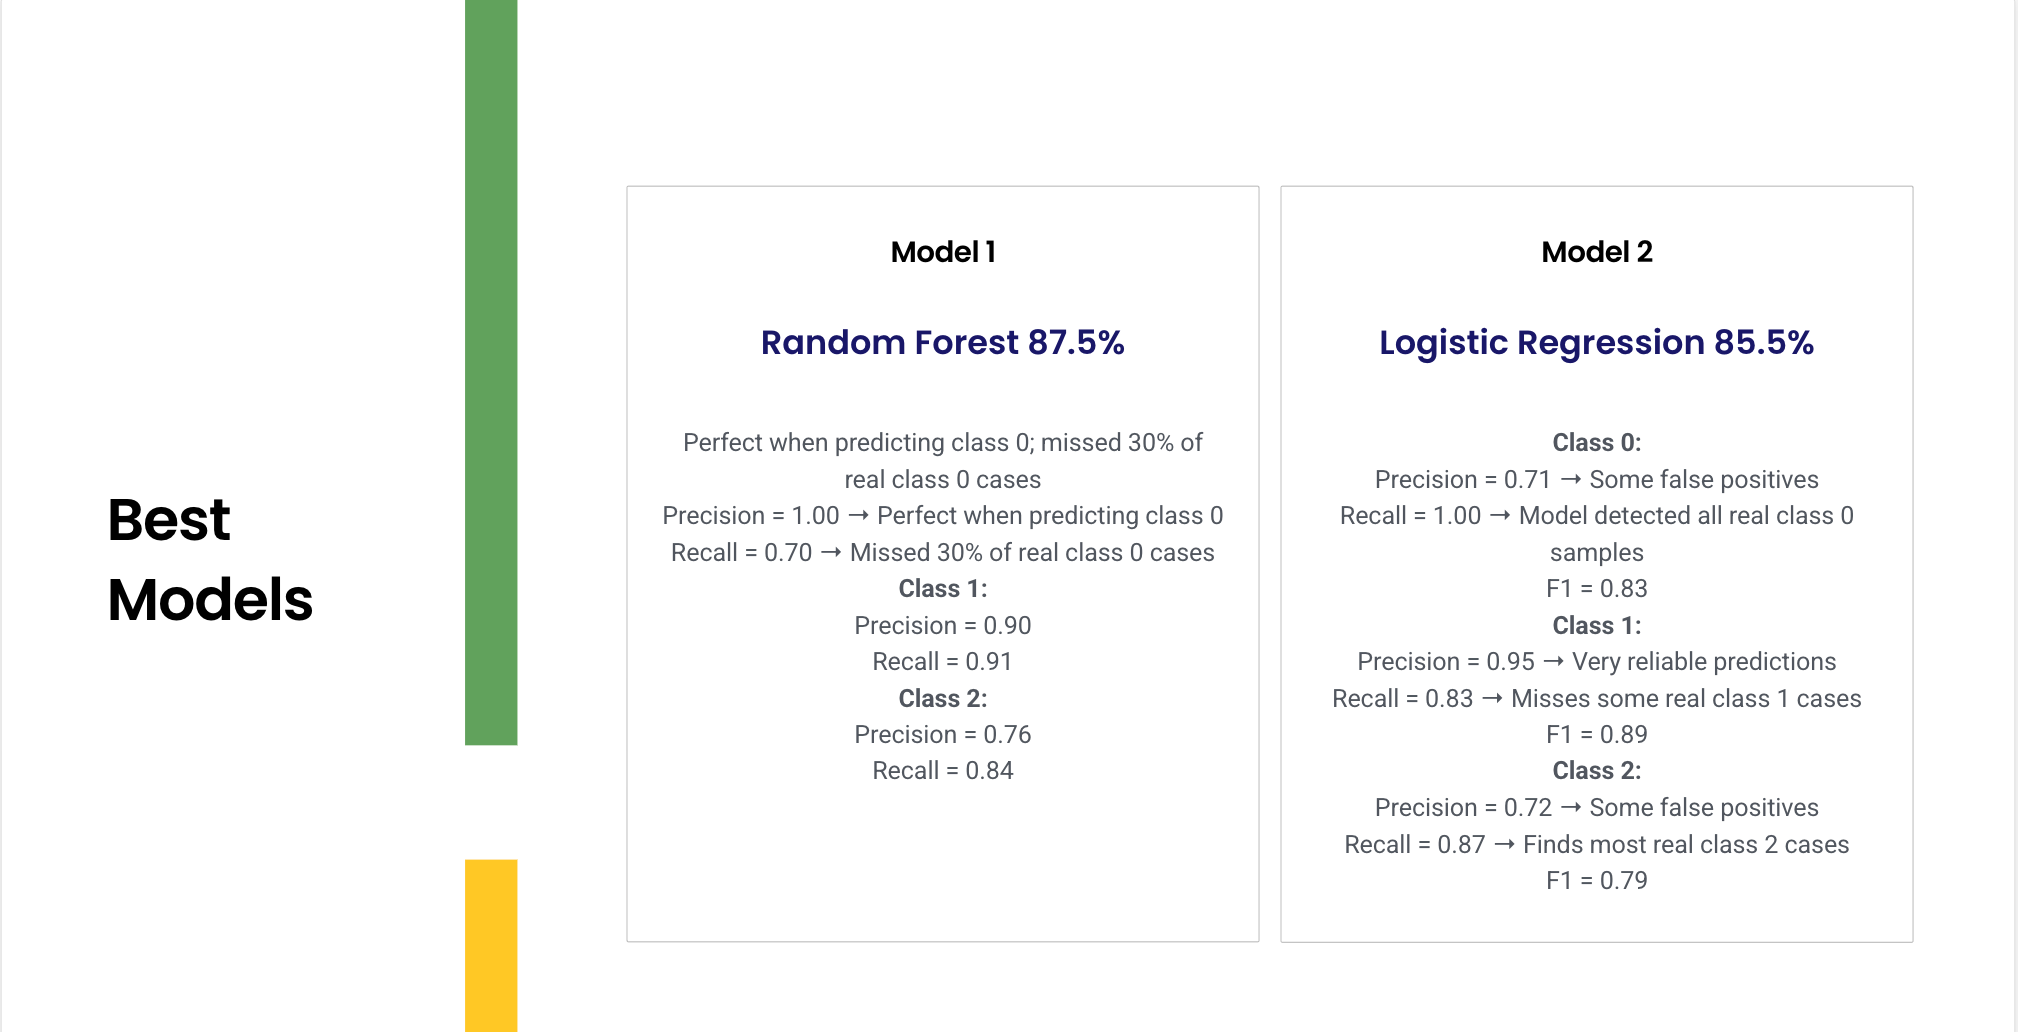 Best
Models
Model 1
Random Forest 87.5%
Perfect when predicting class 0; missed 30% of
real class 0 cases
Precision = 1.00 → Perfect when predicting class 0
Recall = 0.70 → Missed 30% of real class 0 cases
Class 1:
Precision = 0.90
Recall = 0.91
Class 2:
Precision = 0.76
Recall = 0.84
Model 2
Logistic Regression 85.5%
Class 0:
Precision = 0.71 → Some false positives
Recall = 1.00 → Model detected all real class 0
samples
F1 = 0.83
Class 1:
Precision = 0.95 → Very reliable predictions
Recall = 0.83 → Misses some real class 1 cases
F1 = 0.89
Class 2:
Precision = 0.72 → Some false positives
Recall = 0.87 → Finds most real class 2 cases
F1 = 0.79